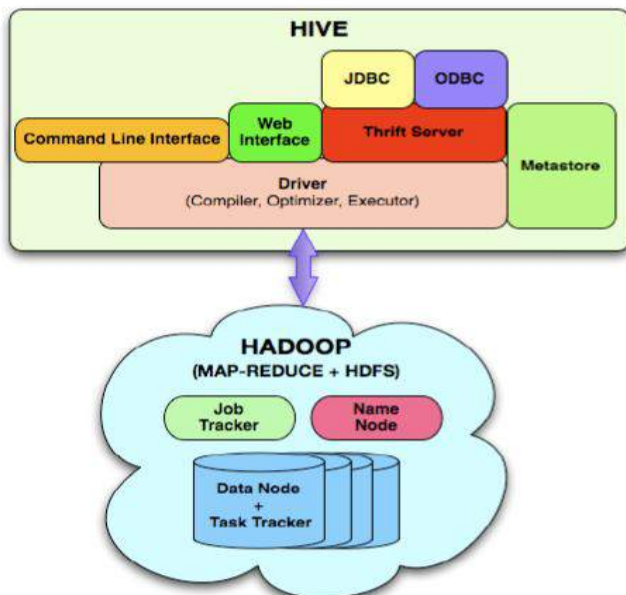 HIVE
JDBC
ODBC
Command Line Interface
Web
Interface
Thrift Server
Metastore
Driver
(Compiler, Optimizer, Executor)
HADOOP
(MAP-REDUCE + HDFS)
Job
Tracker
Name
Node
Data Node
+
Task Tracker